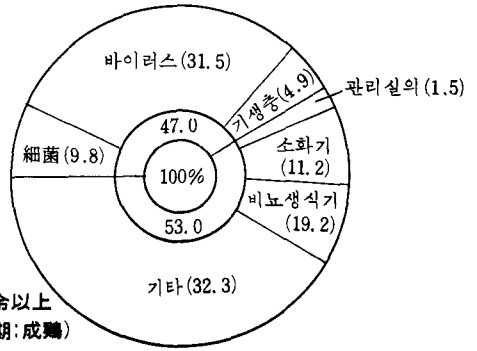 바이러스(31.5)
기생충(4.9)
관리실의(1.5)
47.0
細菌(9.8)
소화기
(11.2)
100%
비뇨생식기
(19.2)
53.0
기타(32.3)
令以上
期:成鷄)